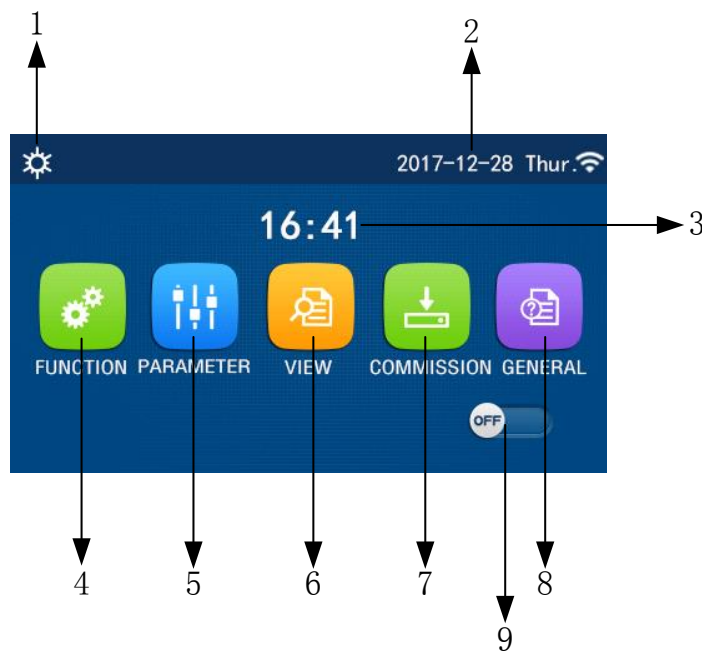 1 2
2017-12-28 Thur.
16:41 3
FUNCTION PARAMETER VIEW COMMISSION GENERAL
OFF
4 5 6 7 8
9